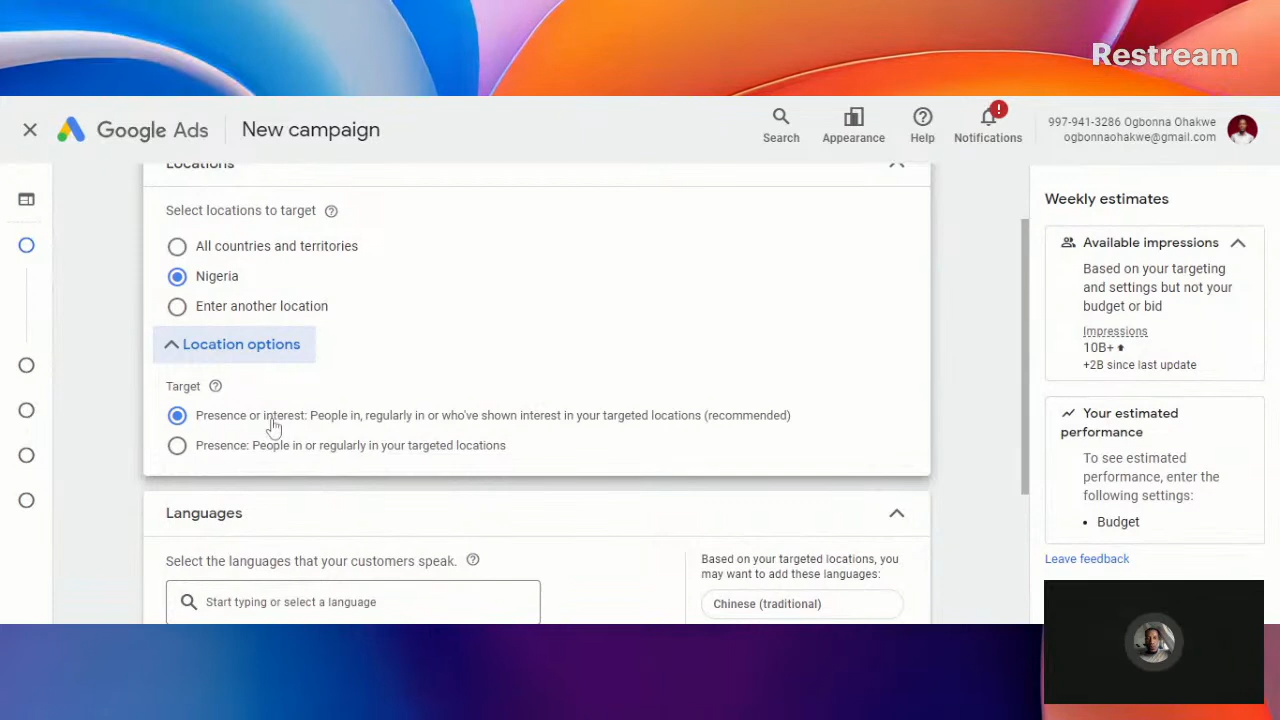 Restream
Google Ads
New campaign
Search
Appearance
Help
Notifications
997-941-3286 Ogbonna Ohakwe
ogbonnaohakwe@gmail.com
Locations
Select locations to target
All countries and territories
Nigeria
Enter another location
Location options
Target
Presence or interest: People in, regularly in or who've shown interest in your targeted locations (recommended)
Presence: People in or regularly in your targeted locations
Languages
Select the languages that your customers speak.
Start typing or select a language
Based on your targeted locations, you
may want to add these languages:
Chinese (traditional)
Weekly estimates
Available impressions
Based on your targeting
and settings but not your
budget or bid
Impressions
10B+
+2B since last update
Your estimated
performance
To see estimated
performance, enter the
following settings:
• Budget
Leave feedback